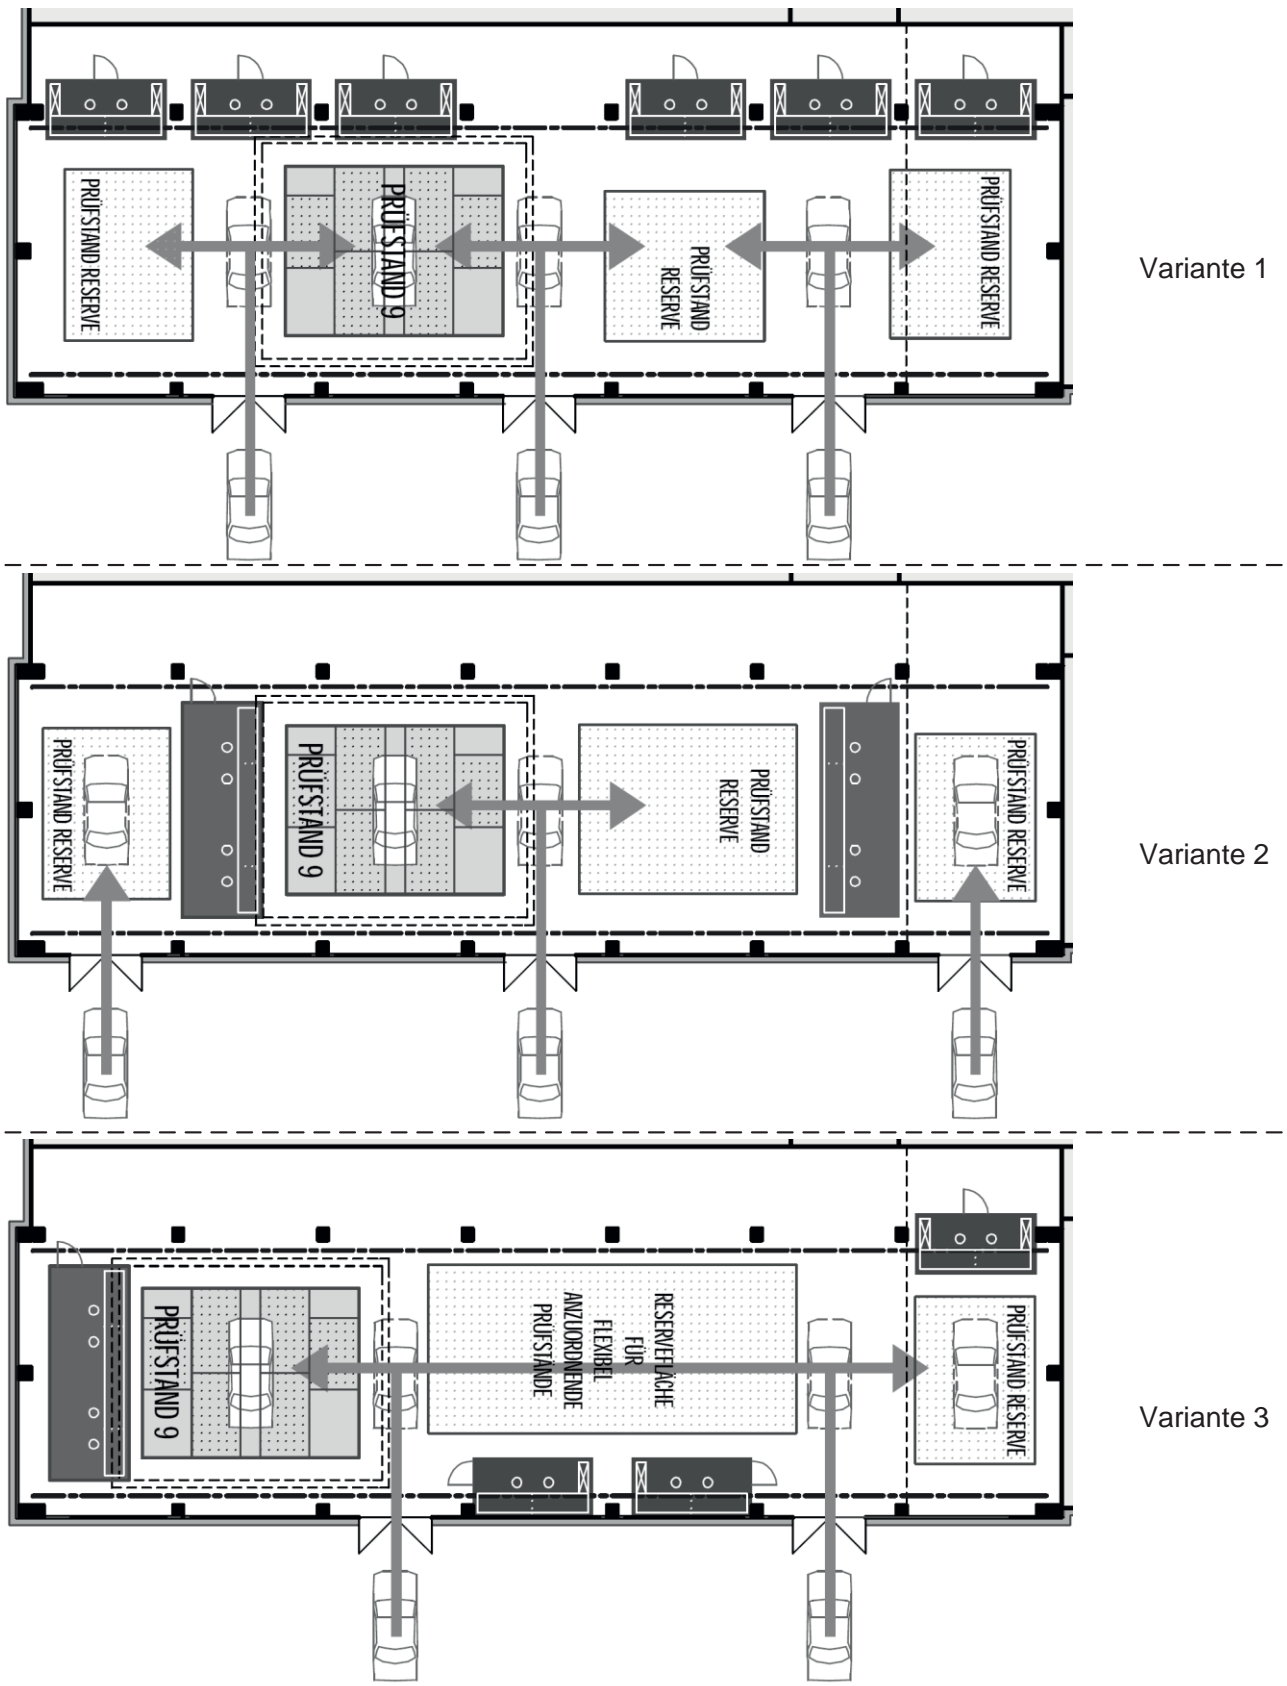 PRÜFSTAND RESERVE
PRÜFSTAND 9
PRÜFSTAND
RESERVE
PRÜFSTAND RESERVE
Variante 1
PRÜFSTAND RESERVE
PRÜFSTAND 9
PRÜFSTAND
RESERVE
PRÜFSTAND RESERVE
Variante 2
PRÜFSTAND 9
RESERVEFLÄCHE
FÜR
FLEXIBEL
ANZUORDNENDE
PRÜFSTÄNDE
PRÜFSTAND RESERVE
Variante 3